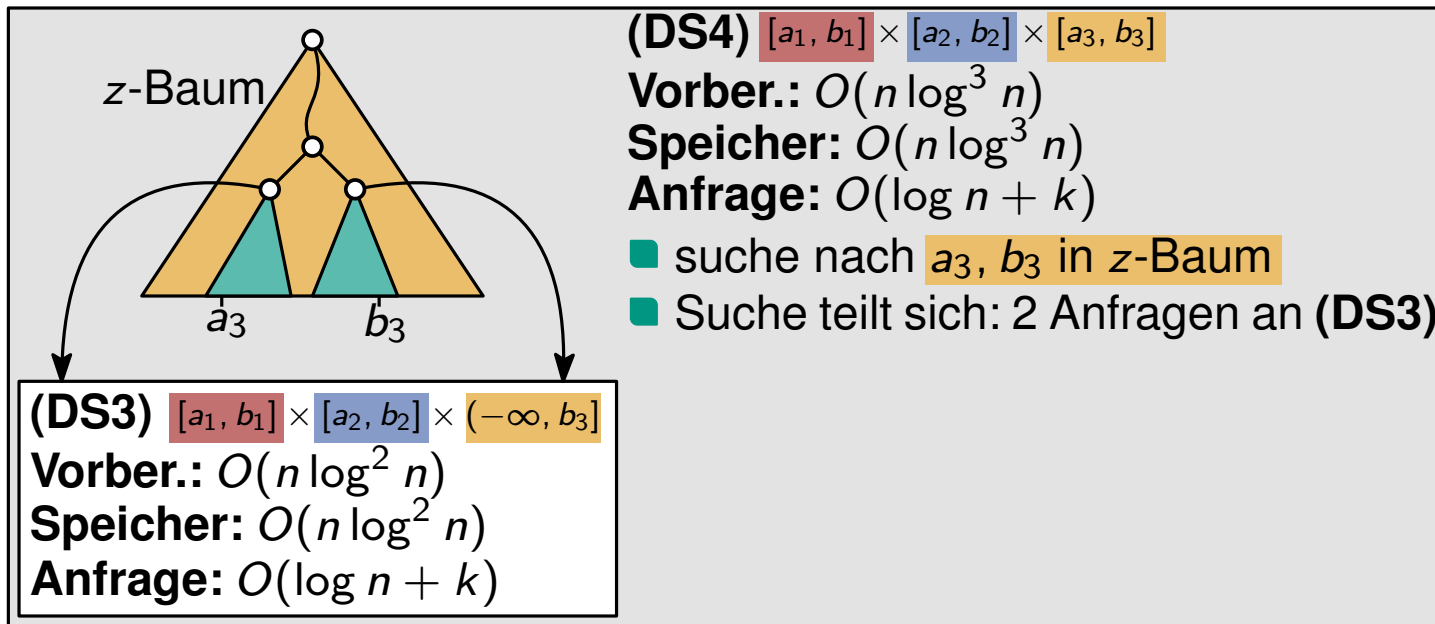 z-Baum
a₃ b₃
(DS3) [a₁, b₁] × [a₂, b₂] × (−∞, b₃]
Vorber.: O(n log² n)
Speicher: O(n log² n)
Anfrage: O(log n + k)
(DS4) [a₁, b₁] × [a₂, b₂] × [a₃, b₃]
Vorber.: O(n log³ n)
Speicher: O(n log³ n)
Anfrage: O(log n + k)
suche nach a₃, b₃ in z-Baum
Suche teilt sich: 2 Anfragen an (DS3)